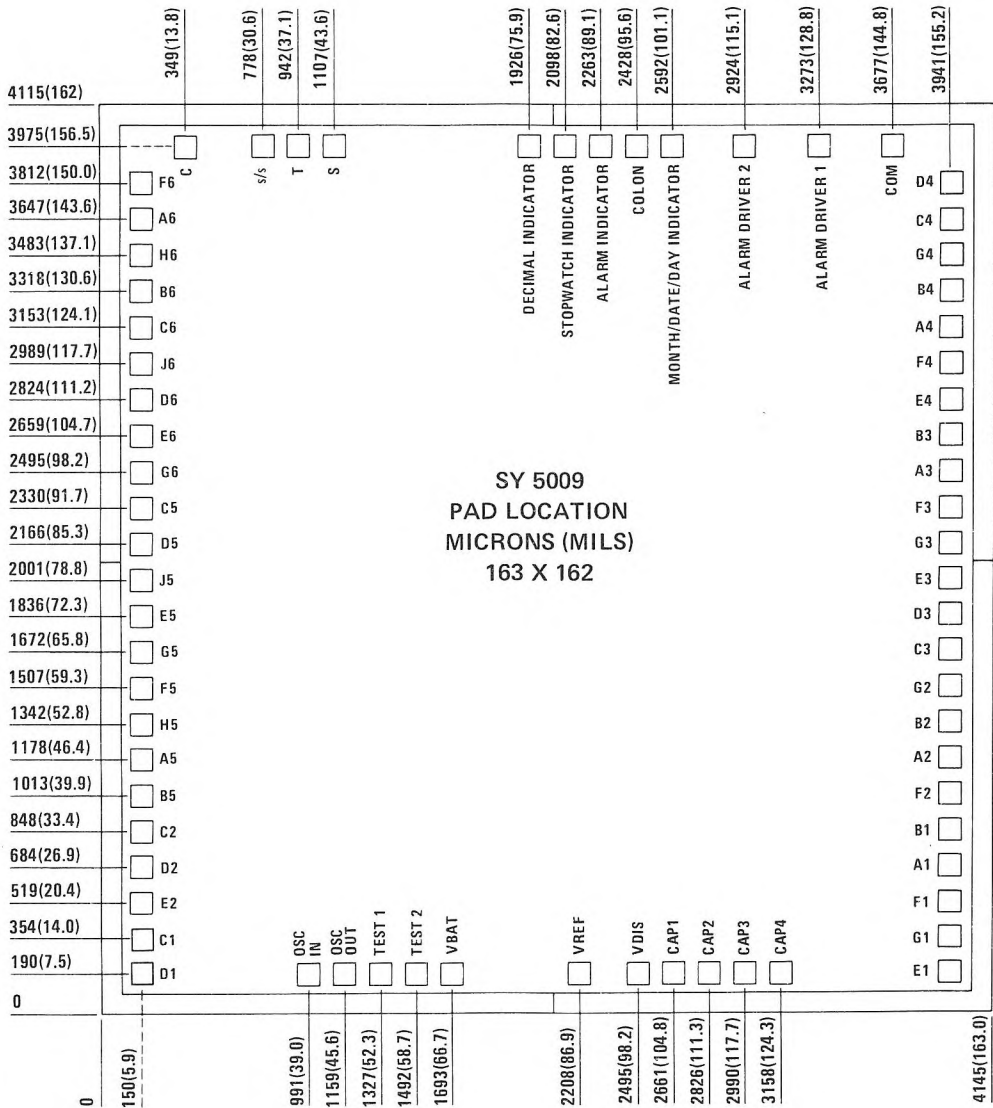 349(13.8)
778(30.6)
942(37.1)
1107(43.6)
1926(75.9)
2098(82.6)
2263(89.1)
2428(95.6)
2592(101.1)
2924(115.1)
3273(128.8)
3677(144.8)
3941(155.2)
4115(162)
3975(156.5)
3812(150.0)
3647(143.6)
3483(137.1)
3318(130.6)
3153(124.1)
2989(117.7)
2824(111.2)
2659(104.7)
2495(98.2)
2330(91.7)
2166(85.3)
2001(78.8)
1836(72.3)
1672(65.8)
1507(59.3)
1342(52.8)
1178(46.4)
1013(39.9)
848(33.4)
684(26.9)
519(20.4)
354(14.0)
190(7.5)
0
C
s/s
T
S
DECIMAL INDICATOR
STOPWATCH INDICATOR
ALARM INDICATOR
COLON
MONTH/DATE/DAY INDICATOR
ALARM DRIVER 2
ALARM DRIVER 1
COM
F6
A6
H6
B6
C6
J6
D6
E6
G6
C5
D5
J5
E5
G5
F5
H5
A5
B5
C2
D2
E2
C1
D1
SY 5009
PAD LOCATION
MICRONS (MILS)
163 X 162
D4
C4
G4
B4
A4
F4
E4
B3
A3
F3
G3
E3
D3
C3
G2
B2
A2
F2
B1
A1
F1
G1
E1
OSC
IN
OSC
OUT
TEST 1
TEST 2
VBAT
VREF
VDIS
CAP1
CAP2
CAP3
CAP4
0
150(5.9)
991(39.0)
1159(45.6)
1327(52.3)
1492(58.7)
1693(66.7)
2208(86.9)
2495(98.2)
2661(104.8)
2826(111.3)
2990(117.7)
3158(124.3)
4145(163.0)